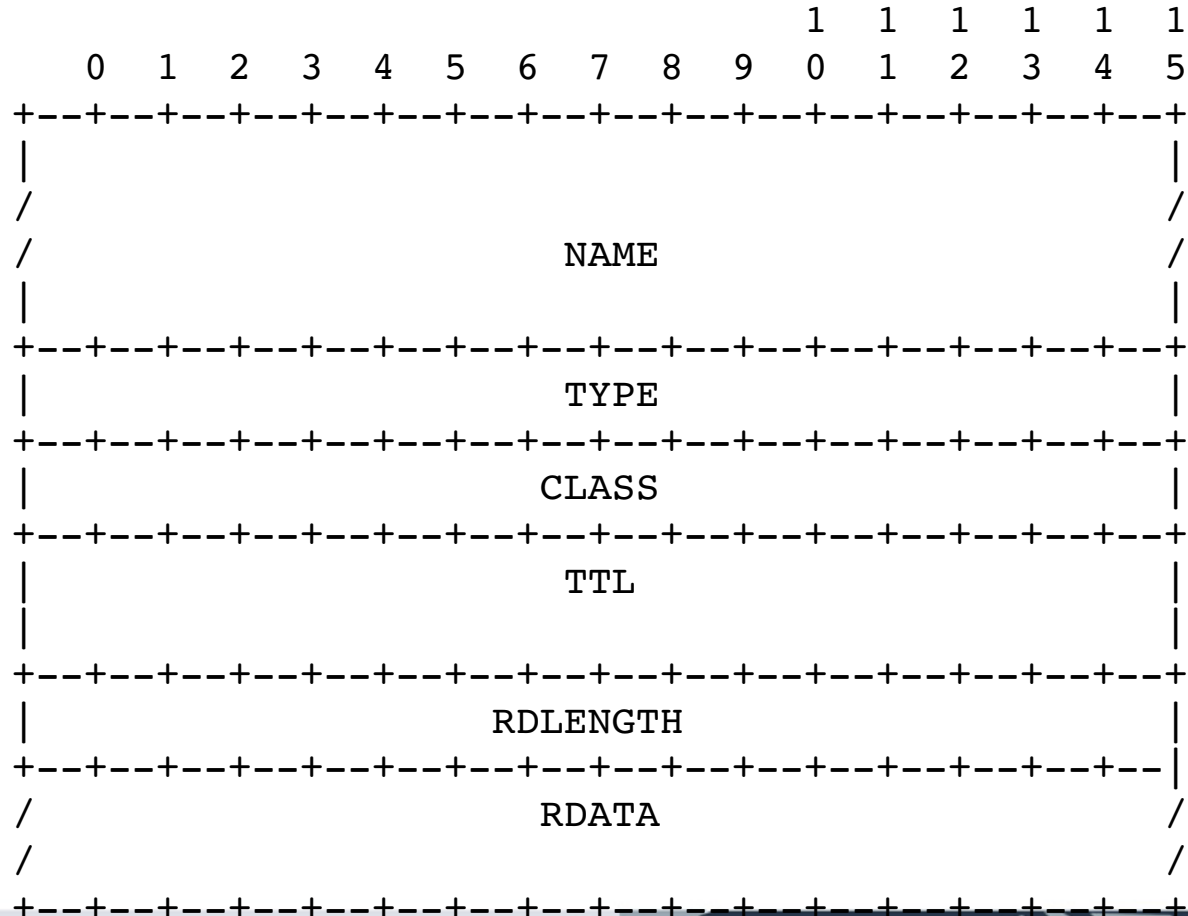 1  1  1  1  1  1
   0  1  2  3  4  5  6  7  8  9  0  1  2  3  4  5
+--+--+--+--+--+--+--+--+--+--+--+--+--+--+--+--+
|                                               |
/                                               /
/                      NAME                     /
|                                               |
+--+--+--+--+--+--+--+--+--+--+--+--+--+--+--+--+
|                      TYPE                     |
+--+--+--+--+--+--+--+--+--+--+--+--+--+--+--+--+
|                     CLASS                     |
+--+--+--+--+--+--+--+--+--+--+--+--+--+--+--+--+
|                      TTL                      |
|                                               |
+--+--+--+--+--+--+--+--+--+--+--+--+--+--+--+--+
|                   RDLENGTH                    |
+--+--+--+--+--+--+--+--+--+--+--+--+--+--+--+--|
/                     RDATA                     /
/                                               /
+--+--+--+--+--+--+--+--+--+--+--+--+--+--+--+--+